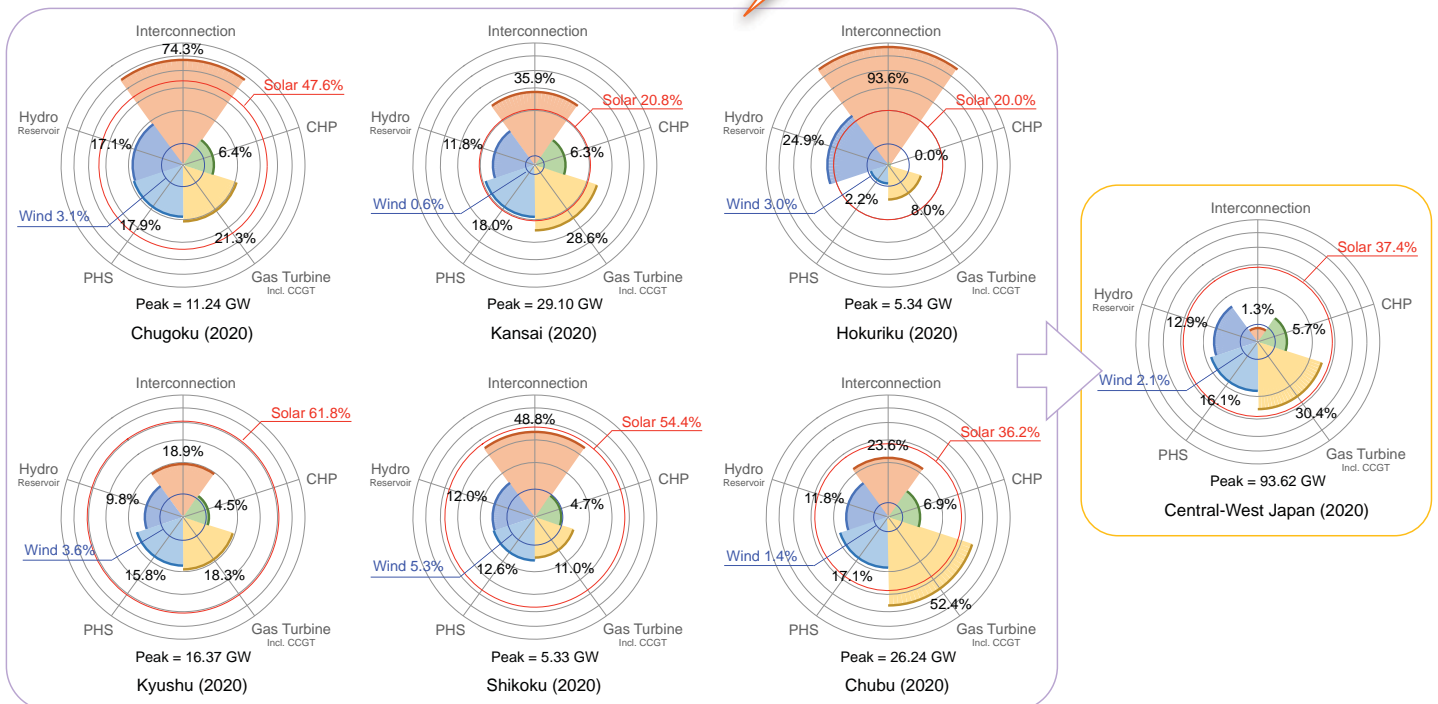 Interconnection
74.3%
Solar 47.6%
Hydro
Reservoir
CHP
17.1%
6.4%
Wind 3.1%
17.9%
21.3%
PHS
Gas Turbine
Incl. CCGT
Peak = 11.24 GW
Chugoku (2020)
Interconnection
35.9%
Solar 20.8%
Hydro
Reservoir
CHP
11.8%
6.3%
Wind 0.6%
18.0%
28.6%
PHS
Gas Turbine
Incl. CCGT
Peak = 29.10 GW
Kansai (2020)
Interconnection
93.6%
Solar 20.0%
Hydro
Reservoir
CHP
24.9%
0.0%
Wind 3.0%
2.2%
8.0%
PHS
Gas Turbine
Incl. CCGT
Peak = 5.34 GW
Hokuriku (2020)
Interconnection
Solar 61.8%
18.9%
Hydro
Reservoir
CHP
9.8%
4.5%
Wind 3.6%
15.8%
18.3%
PHS
Gas Turbine
Incl. CCGT
Peak = 16.37 GW
Kyushu (2020)
Interconnection
48.8%
Solar 54.4%
Hydro
Reservoir
CHP
12.0%
4.7%
Wind 5.3%
12.6%
11.0%
PHS
Gas Turbine
Incl. CCGT
Peak = 5.33 GW
Shikoku (2020)
Interconnection
23.6%
Solar 36.2%
Hydro
Reservoir
CHP
11.8%
6.9%
Wind 1.4%
17.1%
52.4%
PHS
Gas Turbine
Incl. CCGT
Peak = 26.24 GW
Chubu (2020)
Interconnection
Solar 37.4%
Hydro
Reservoir
CHP
1.3%
12.9%
5.7%
Wind 2.1%
16.1%
30.4%
PHS
Gas Turbine
Incl. CCGT
Peak = 93.62 GW
Central-West Japan (2020)